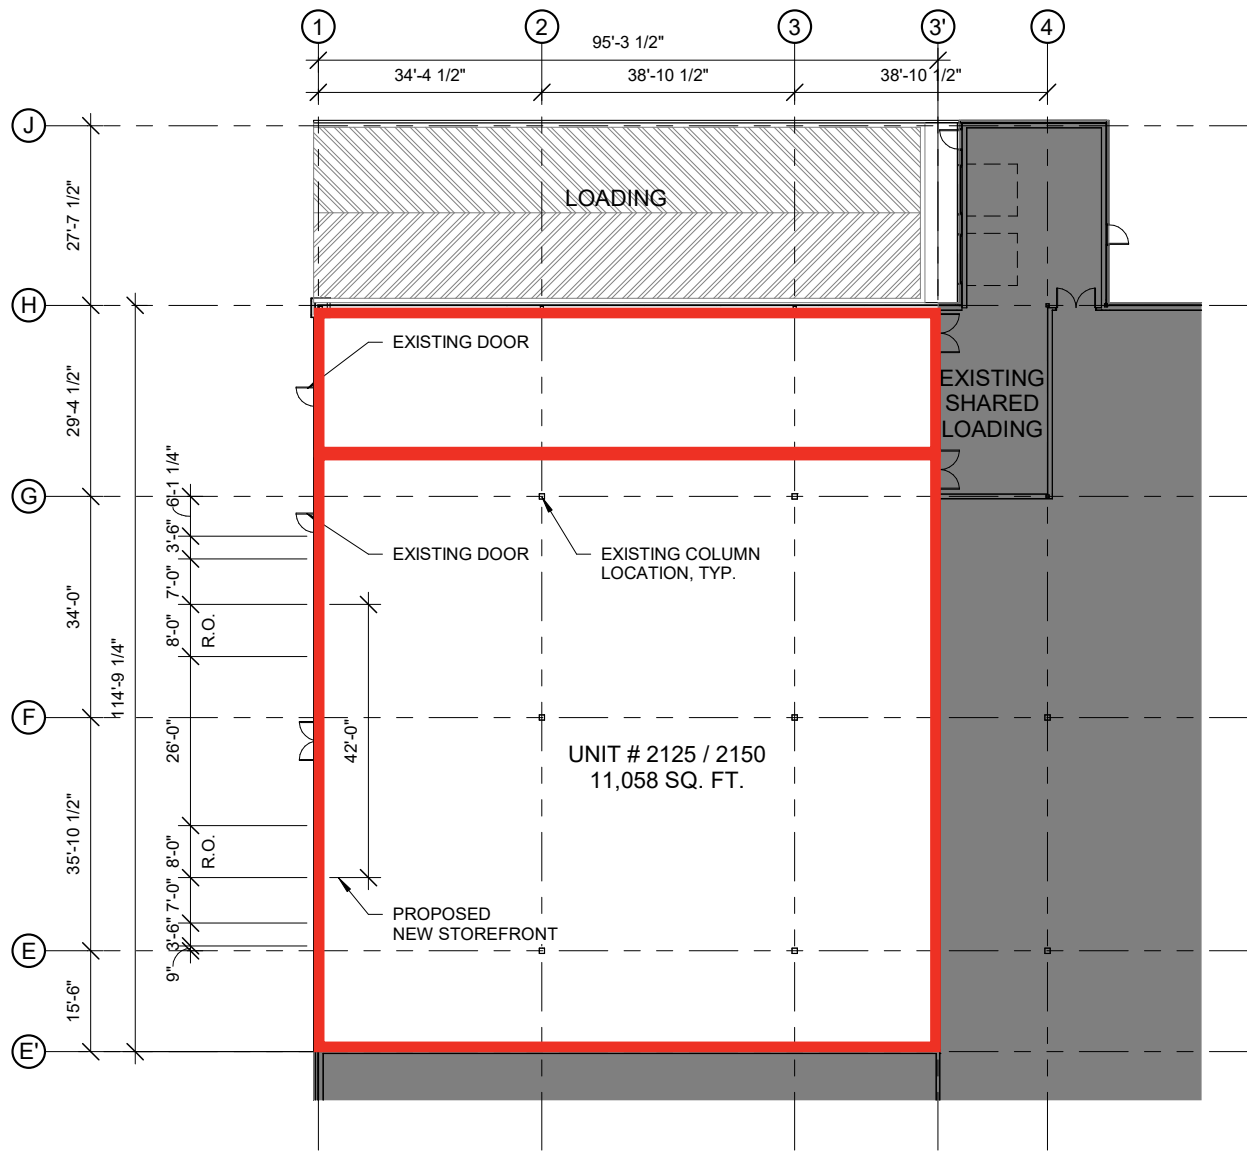 1
2
3
3'
4
95'-3 1/2"
34'-4 1/2"
38'-10 1/2"
38'-10 1/2"
J
27'-7 1/2"
LOADING
H
EXISTING DOOR
29'-4 1/2"
EXISTING
SHARED
LOADING
G
6'-1 1/4"
3'-6"
EXISTING DOOR
EXISTING COLUMN
LOCATION, TYP.
7'-0"
34'-0"
8'-0"
R.O.
114'-9 1/4"
F
26'-0"
42'-0"
UNIT # 2125 / 2150
11,058 SQ. FT.
35'-10 1/2"
8'-0"
R.O.
7'-0"
PROPOSED
NEW STOREFRONT
3'-6"
E
9"
15'-6"
E'